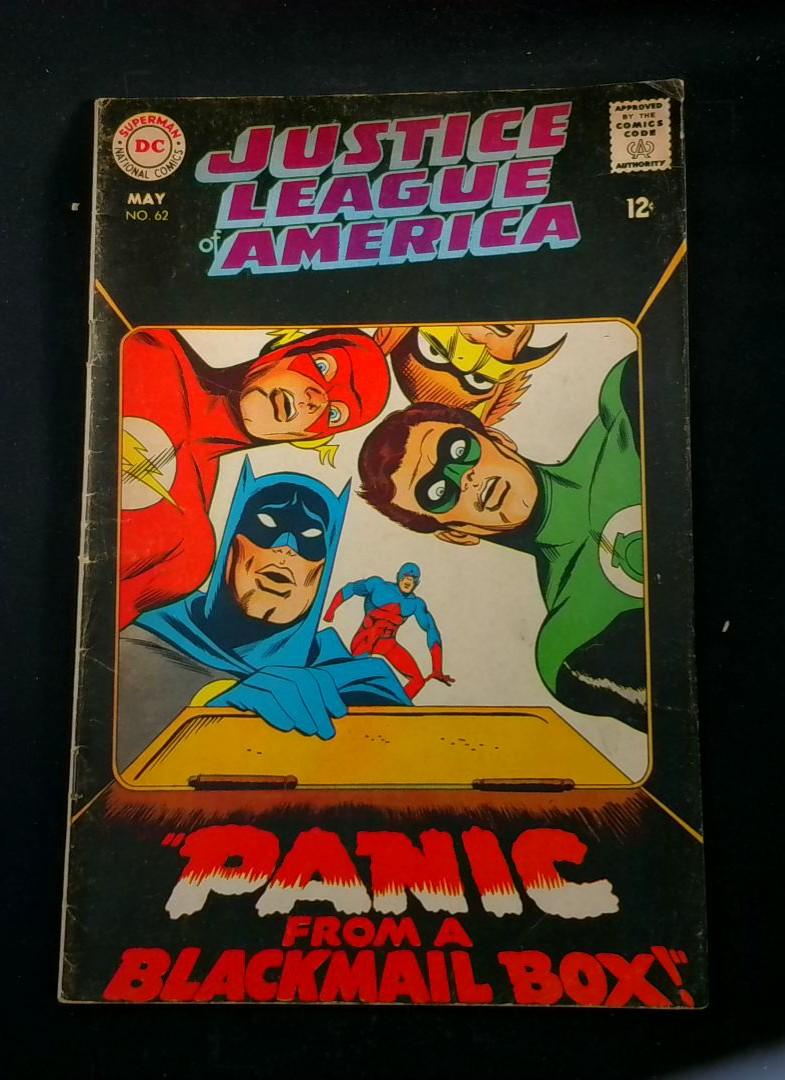 SUPERMAN
DC
NATIONAL COMICS
MAY
NO. 62
JUSTICE
LEAGUE
of AMERICA
APPROVED
BY THE
COMICS
CODE
CA
AUTHORITY
12¢
"PANIC
FROM A
BLACKMAIL BOX!"